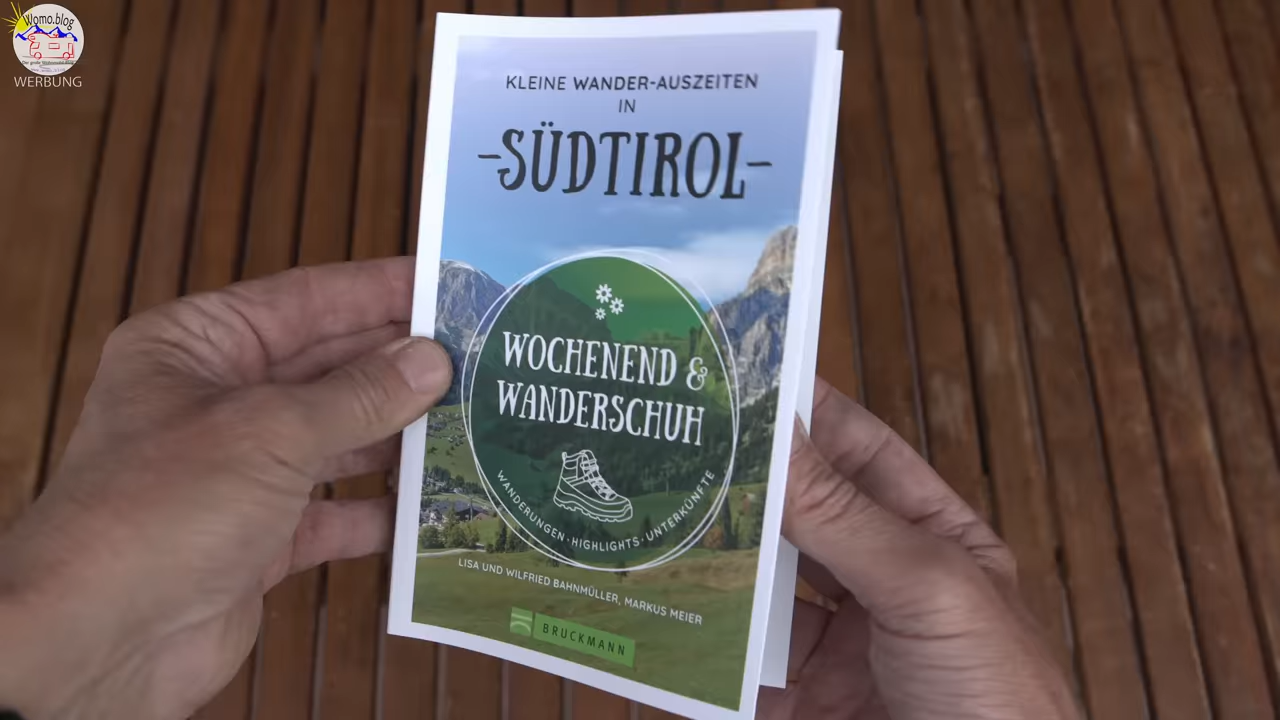 Womo.blog
WERBUNG
KLEINE WANDER-AUSZEITEN
IN
-SÜDTIROL-
WOCHENEND &
WANDERSCHUH
WANDERUNGEN · HIGHLIGHTS · UNTERKÜNFTE
LISA UND WILFRIED BAHNMÜLLER, MARKUS MEIER
BRUCKMANN